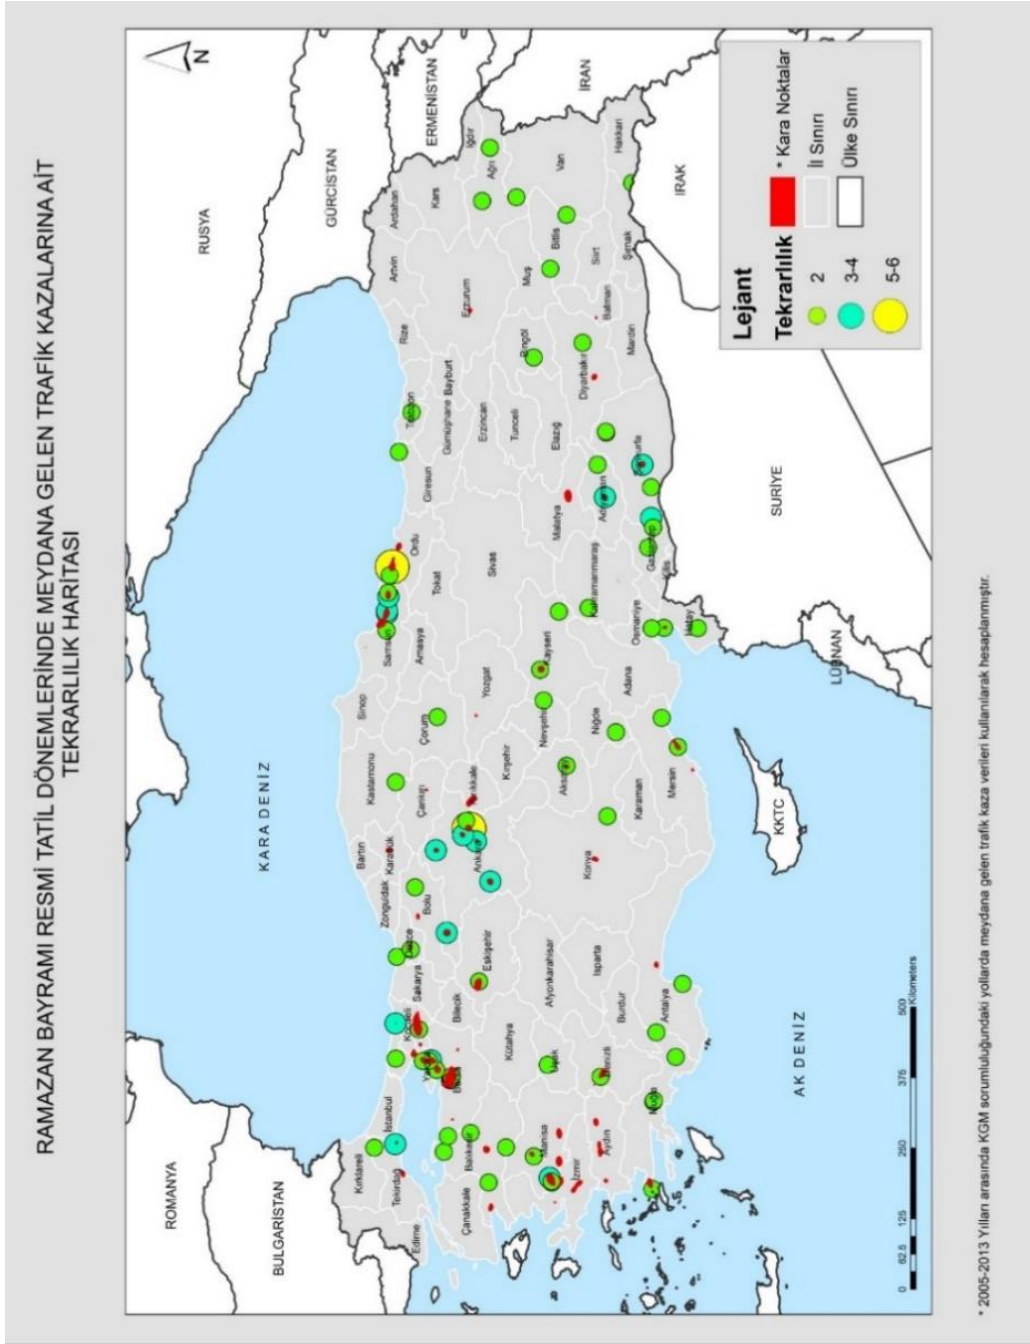 RAMAZAN BAYRAMI RESMİ TATİL DÖNEMLERİNDE MEYDANA GELEN TRAFİK KAZALARINA AİT
TEKRARLILIK HARİTASI
N
ROMANYA
BULGARİSTAN
RUSYA
GÜRCİSTAN
ERMENİSTAN
İRAN
IRAK
SURİYE
LÜBNAN
KKTC
KARADENİZ
AKDENİZ
Kırklareli
Edirne
Tekirdağ
İstanbul
Çanakkale
Balıkesir
Manisa
İzmir
Aydın
Denizli
Uşak
Kütahya
Bilecik
Sakarya
Eskişehir
Afyonkarahisar
Isparta
Burdur
Antalya
Zonguldak
Bolu
Bartın
Karabük
Kastamonu
Çankırı
Ankara
Kırıkkale
Konya
Karaman
Mersin
Aksaray
Niğde
Nevşehir
Kırşehir
Yozgat
Çorum
Sinop
Samsun
Amasya
Tokat
Ordu
Sivas
Kayseri
Adana
Osmaniye
Hatay
Kilis
Gaziantep
Kahramanmaraş
Malatya
Adıyaman
Şanlıurfa
Giresun
Trabzon
Gümüşhane
Bayburt
Erzincan
Tunceli
Elazığ
Diyarbakır
Bingöl
Rize
Artvin
Ardahan
Kars
Erzurum
Iğdır
Ağrı
Muş
Bitlis
Van
Batman
Mardin
Siirt
Şırnak
Hakkari
Lejant
Tekrarlılık
2
3-4
5-6
* Kara Noktalar
İl Sınırı
Ülke Sınırı
0 62.5 125 250 375 500
Kilometers
* 2005-2013 Yılları arasında KGM sorumluluğundaki yollarda meydana gelen trafik kaza verileri kullanılarak hesaplanmıştır.